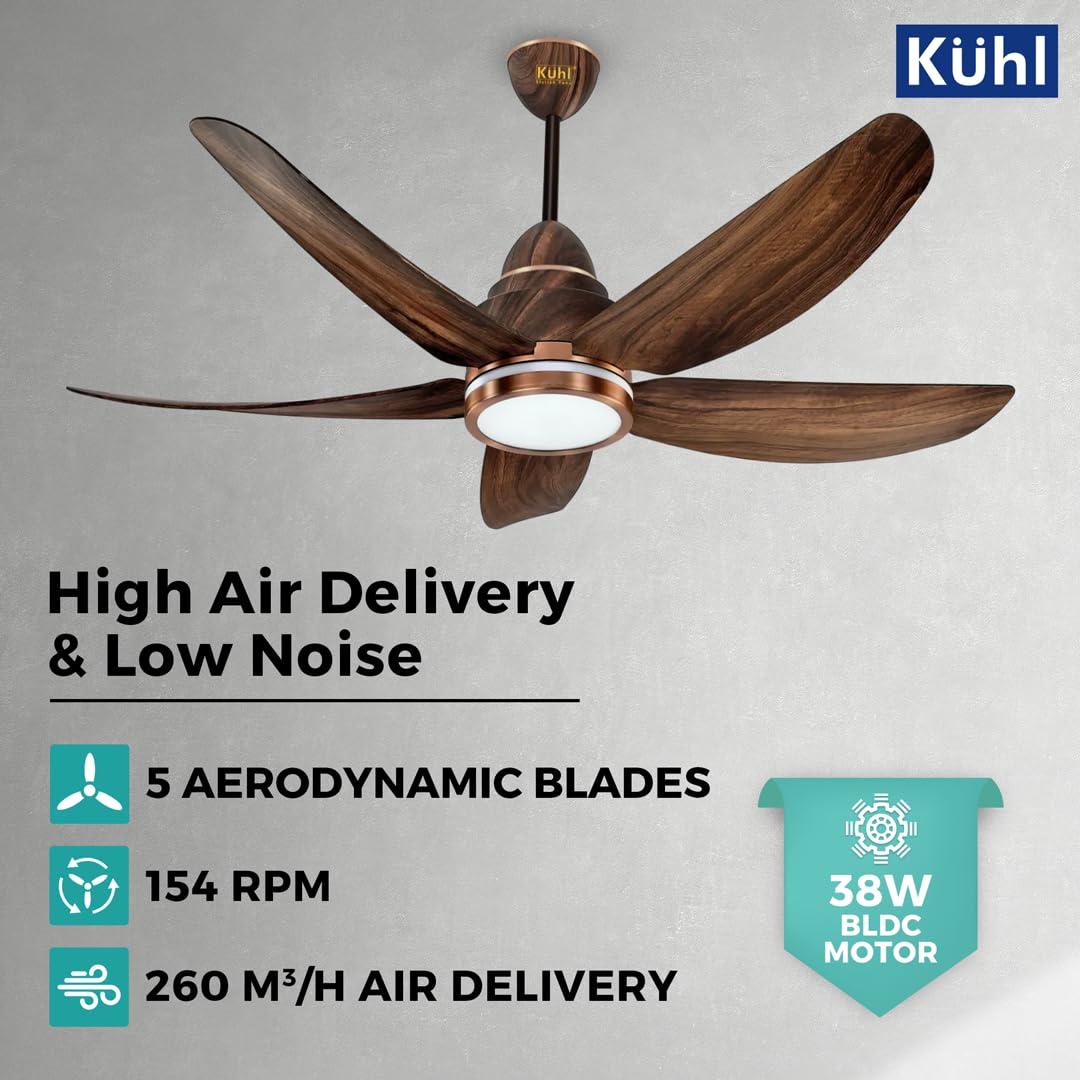 Kühl
Kühl
High Air Delivery
& Low Noise
5 AERODYNAMIC BLADES
154 RPM
260 M³/H AIR DELIVERY
38W
BLDC
MOTOR